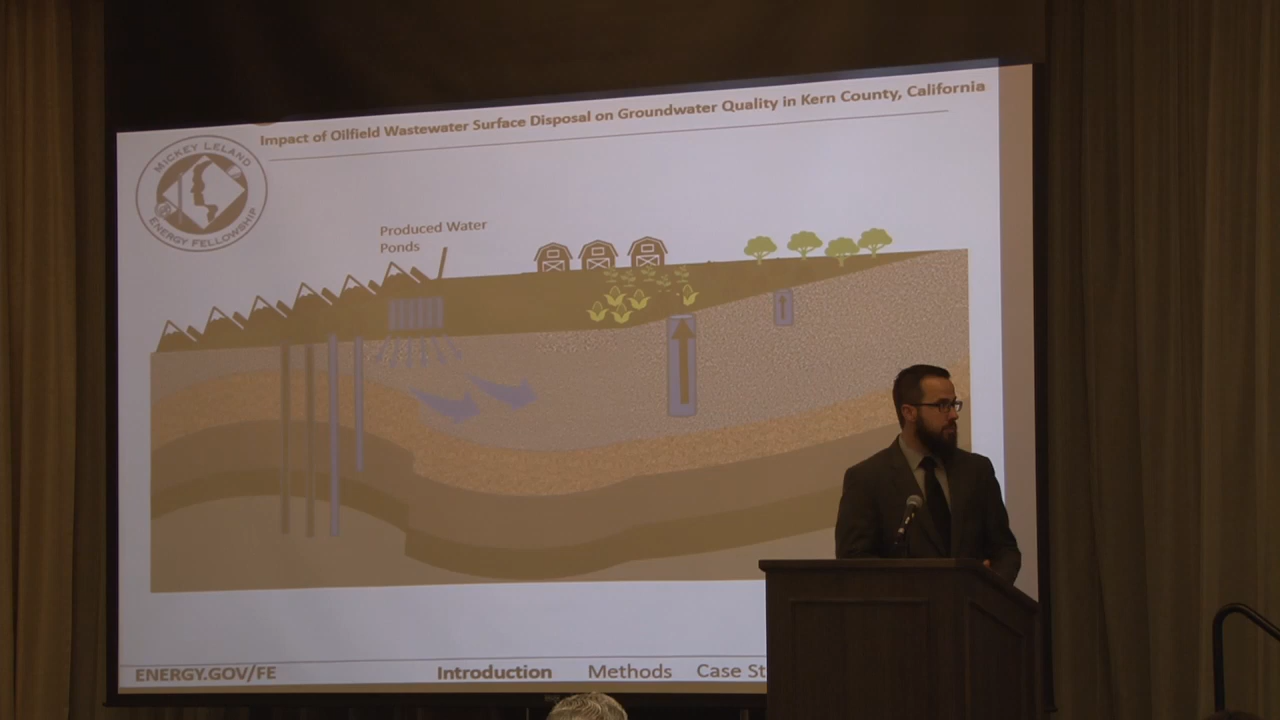 Impact of Oilfield Wastewater Surface Disposal on Groundwater Quality in Kern County, California
MICKEY LELAND
ENERGY FELLOWSHIP
Produced Water
Ponds
ENERGY.GOV/FE
Introduction Methods Case St